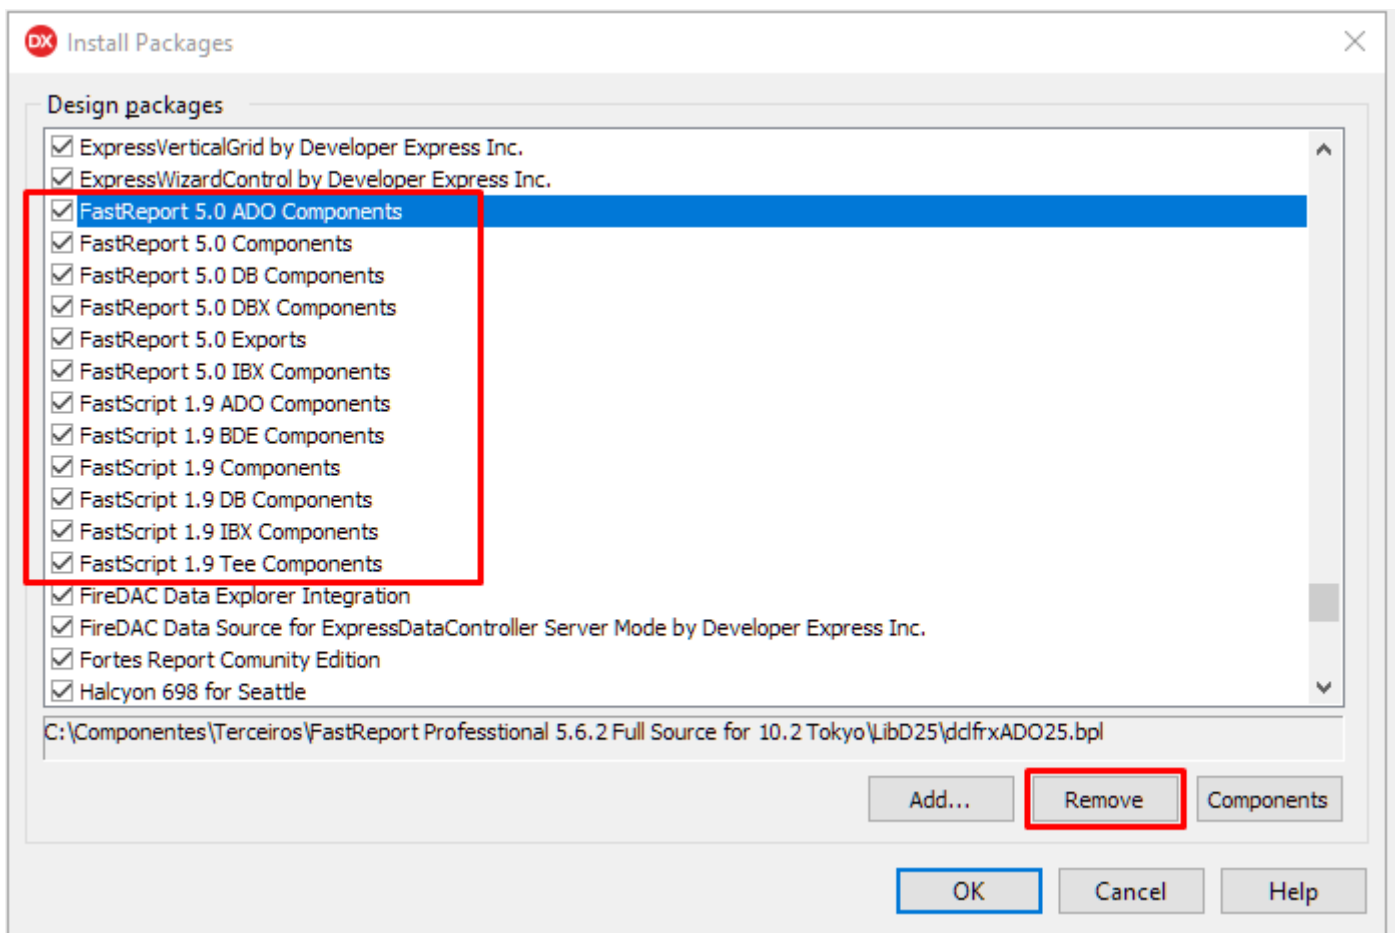 DX Install Packages
Design packages
ExpressVerticalGrid by Developer Express Inc.
ExpressWizardControl by Developer Express Inc.
FastReport 5.0 ADO Components
FastReport 5.0 Components
FastReport 5.0 DB Components
FastReport 5.0 DBX Components
FastReport 5.0 Exports
FastReport 5.0 IBX Components
FastScript 1.9 ADO Components
FastScript 1.9 BDE Components
FastScript 1.9 Components
FastScript 1.9 DB Components
FastScript 1.9 IBX Components
FastScript 1.9 Tee Components
FireDAC Data Explorer Integration
FireDAC Data Source for ExpressDataController Server Mode by Developer Express Inc.
Fortes Report Comunity Edition
Halcyon 698 for Seattle
C:\Componentes\Terceiros\FastReport Professtional 5.6.2 Full Source for 10.2 Tokyo\LibD25\dclfrxADO25.bpl
Add... Remove Components
OK Cancel Help